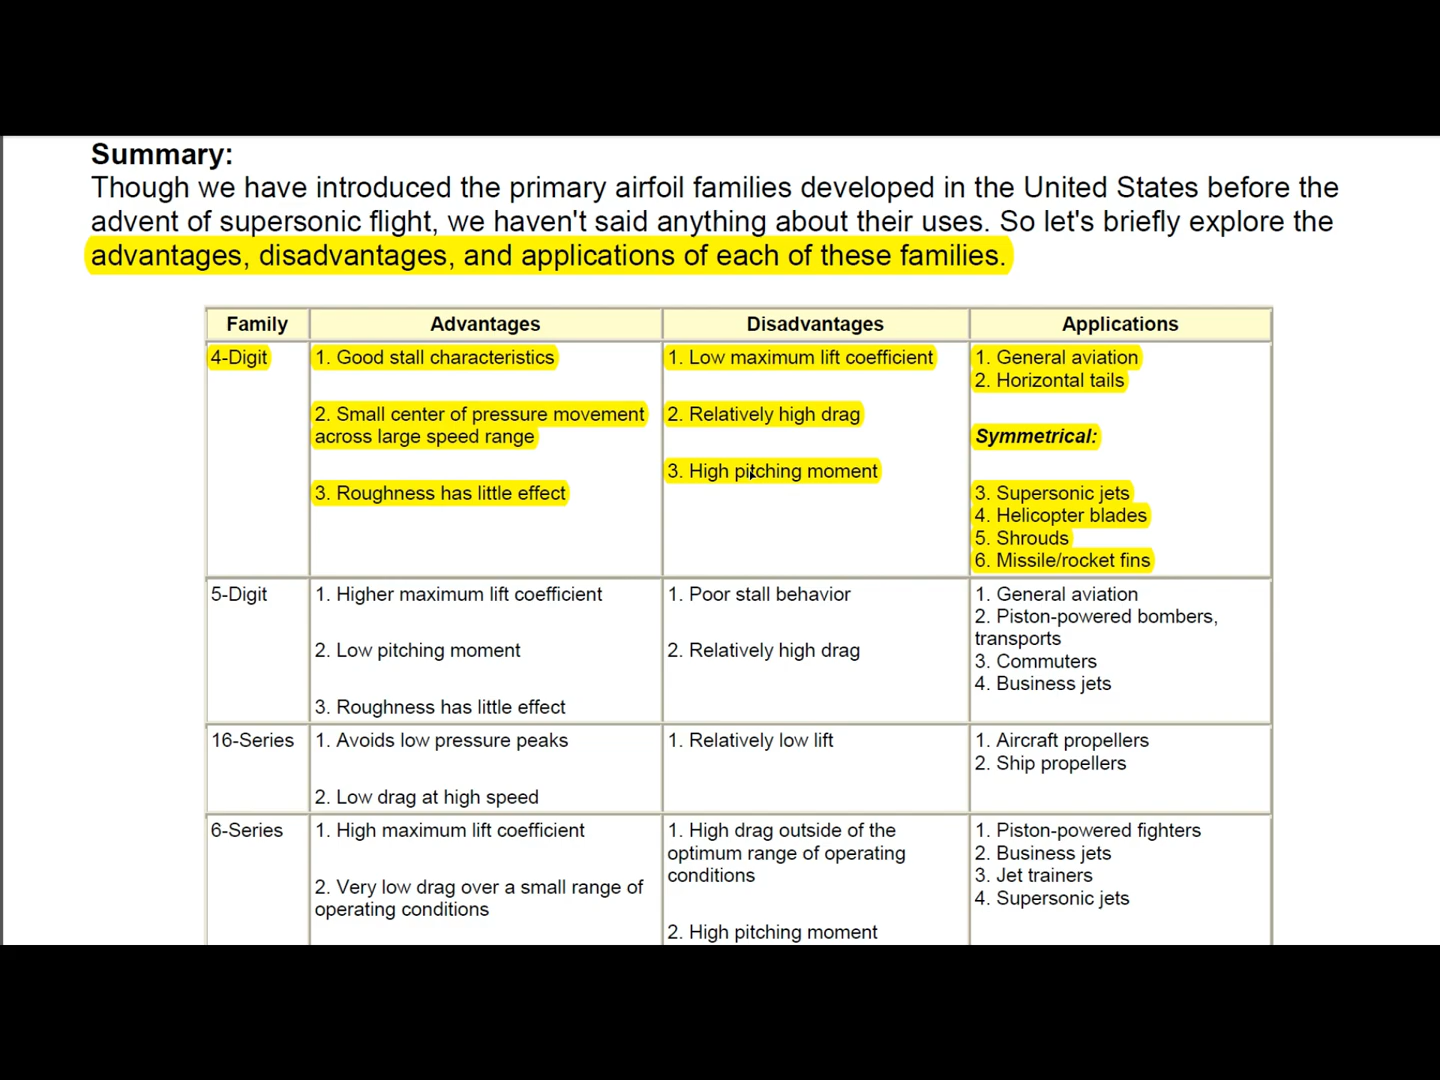 Summary:
Though we have introduced the primary airfoil families developed in the United States before the
advent of supersonic flight, we haven't said anything about their uses. So let's briefly explore the
advantages, disadvantages, and applications of each of these families.
Family Advantages Disadvantages Applications
4-Digit
1. Good stall characteristics
2. Small center of pressure movement
across large speed range
3. Roughness has little effect
1. Low maximum lift coefficient
2. Relatively high drag
3. High pitching moment
1. General aviation
2. Horizontal tails
Symmetrical:
3. Supersonic jets
4. Helicopter blades
5. Shrouds
6. Missile/rocket fins
5-Digit
1. Higher maximum lift coefficient
2. Low pitching moment
3. Roughness has little effect
1. Poor stall behavior
2. Relatively high drag
1. General aviation
2. Piston-powered bombers,
transports
3. Commuters
4. Business jets
16-Series
1. Avoids low pressure peaks
2. Low drag at high speed
1. Relatively low lift
1. Aircraft propellers
2. Ship propellers
6-Series
1. High maximum lift coefficient
2. Very low drag over a small range of
operating conditions
1. High drag outside of the
optimum range of operating
conditions
2. High pitching moment
1. Piston-powered fighters
2. Business jets
3. Jet trainers
4. Supersonic jets